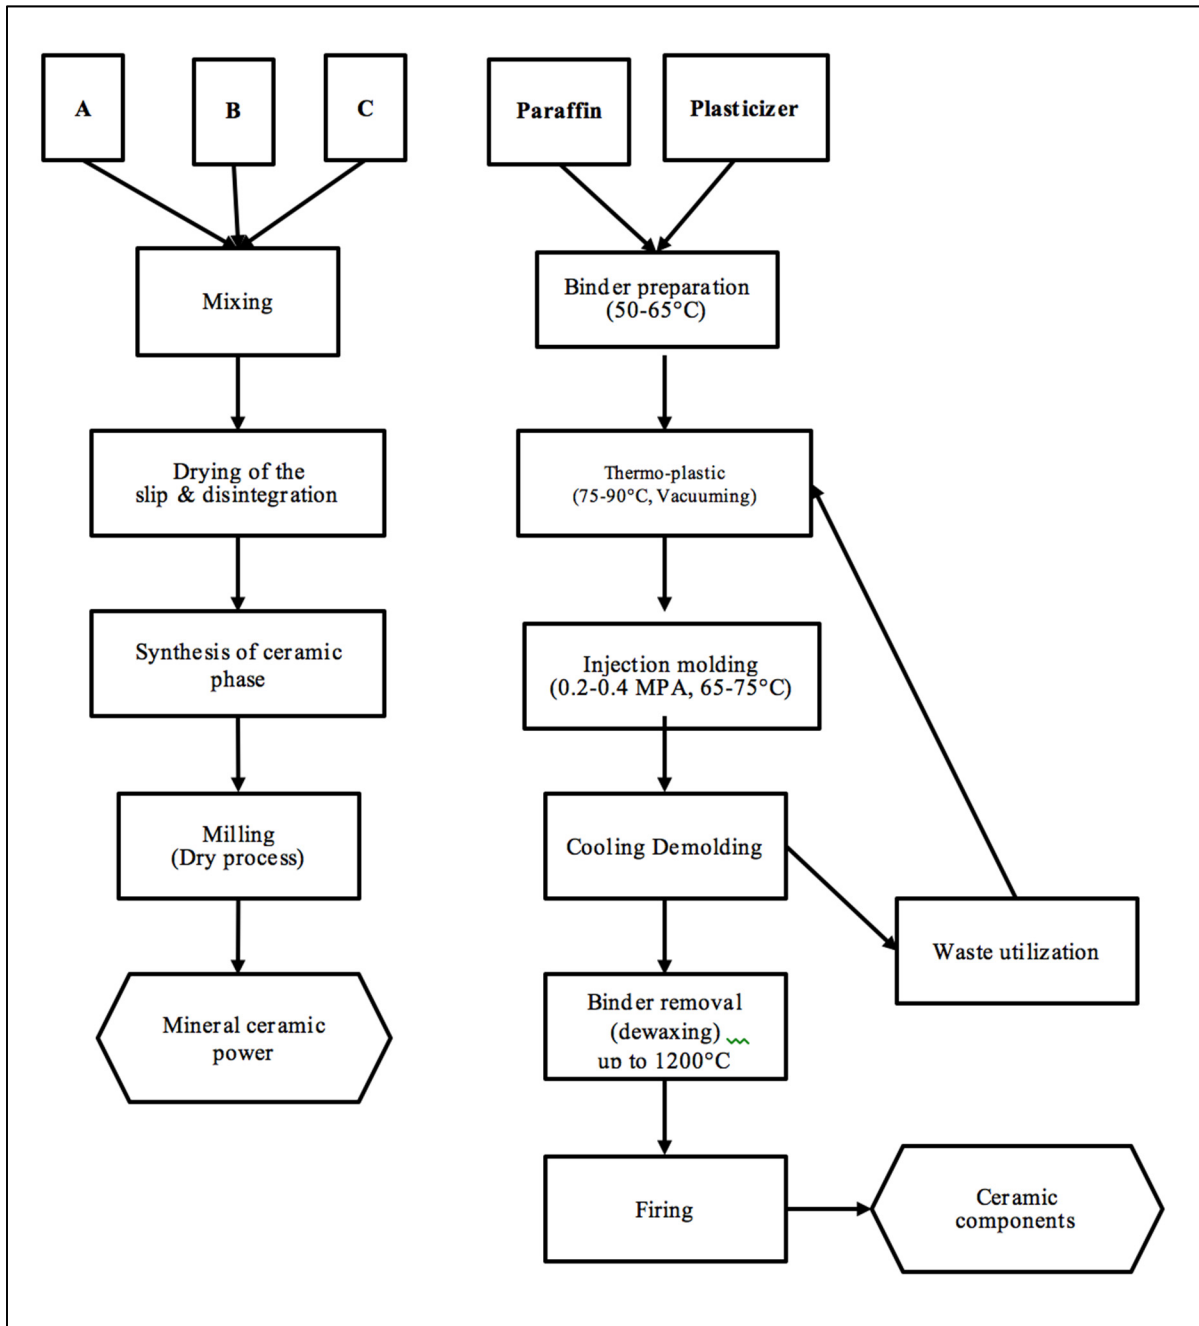 A
B
C
Paraffin
Plasticizer
Mixing
Drying of the
slip & disintegration
Synthesis of ceramic
phase
Milling
(Dry process)
Mineral ceramic
power
Binder preparation
(50-65°C)
Thermo-plastic
(75-90°C, Vacuuming)
Injection molding
(0.2-0.4 MPA, 65-75°C)
Cooling Demolding
Waste utilization
Binder removal
(dewaxing)
up to 1200°C
Firing
Ceramic
components